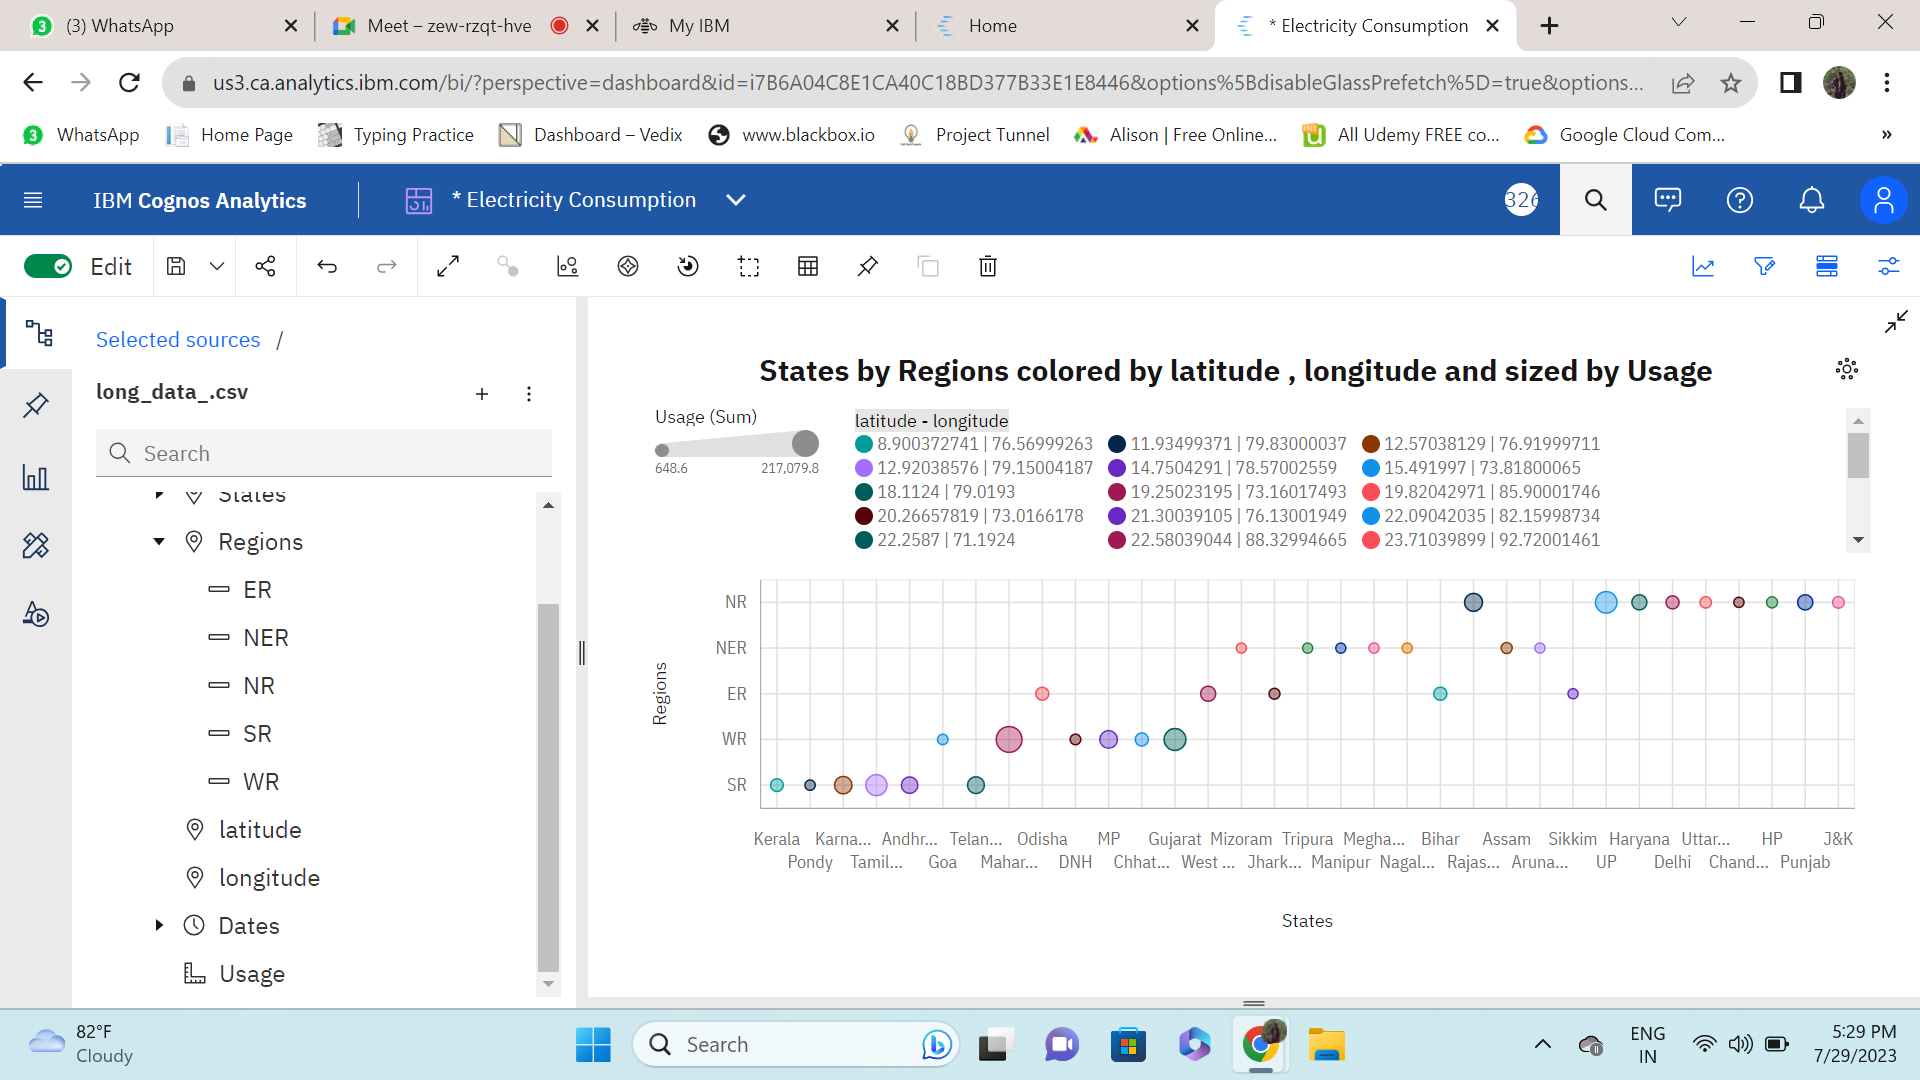 (3) WhatsApp
Meet – zew-rzqt-hve
My IBM
Home
* Electricity Consumption
us3.ca.analytics.ibm.com/bi/?perspective=dashboard&id=i7B6A04C8E1CA40C18BD377B33E1E8446&options%5BdisableGlassPrefetch%5D=true&options...
3 WhatsApp
Home Page
Typing Practice
Dashboard – Vedix
www.blackbox.io
Project Tunnel
Alison | Free Online...
All Udemy FREE co...
Google Cloud Com...
»
IBM Cognos Analytics
* Electricity Consumption
326
Edit
Selected sources /
long_data_.csv
Search
States
Regions
ER
NER
NR
SR
WR
latitude
longitude
Dates
Usage
States by Regions colored by latitude , longitude and sized by Usage
Usage (Sum)
648.6 217,079.8
latitude - longitude
8.900372741 | 76.56999263 11.93499371 | 79.83000037 12.57038129 | 76.91999711
12.92038576 | 79.15004187 14.7504291 | 78.57002559 15.491997 | 73.81800065
18.1124 | 79.0193 19.25023195 | 73.16017493 19.82042971 | 85.90001746
20.26657819 | 73.0166178 21.30039105 | 76.13001949 22.09042035 | 82.15998734
22.2587 | 71.1924 22.58039044 | 88.32994665 23.71039899 | 92.72001461
Regions
NR
NER
ER
WR
SR
Kerala Karna... Andhr... Telan... Odisha MP Gujarat Mizoram Tripura Megha... Bihar Assam Sikkim Haryana Uttar... HP J&K
Pondy Tamil... Goa Mahar... DNH Chhat... West ... Jhark... Manipur Nagal... Rajas... Aruna... UP Delhi Chand... Punjab
States
82°F
Cloudy
Search
ENG
IN
5:29 PM
7/29/2023